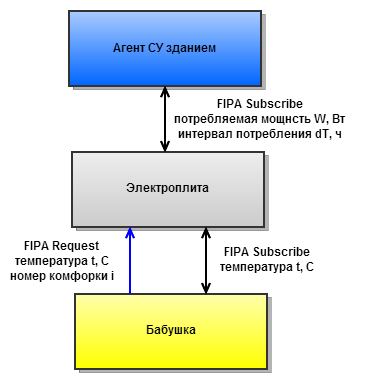 Агент СУ зданием
FIPA Subscribe
потребляемая мощнсть W, Вт
интервал потребления dT, ч
Электроплита
FIPA Request
температура t, С
номер комфорки i
FIPA Subscribe
температура t, С
Бабушка